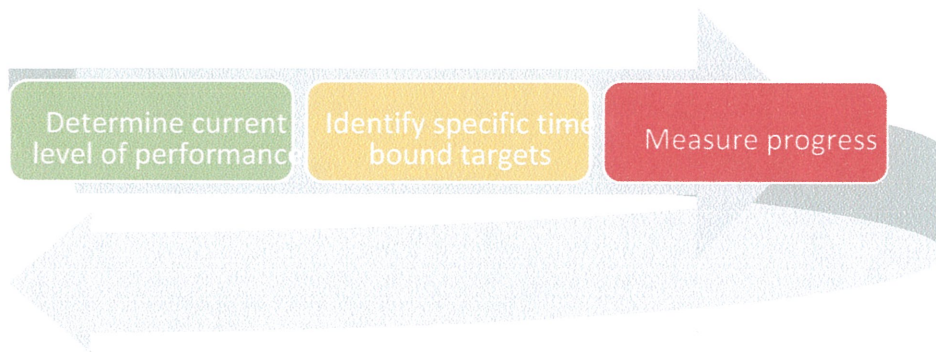 Determine current
level of performance
Identify specific time
bound targets
Measure progress